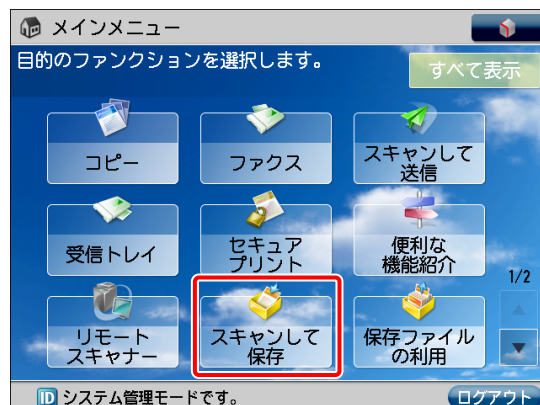 メインメニュー
目的のファンクションを選択します。
すべて表示
コピー
ファクス
スキャンして
送信
受信トレイ
セキュア
プリント
便利な
機能紹介
1/2
リモート
スキャナー
スキャンして
保存
保存ファイル
の利用
ID システム管理モードです。
ログアウト